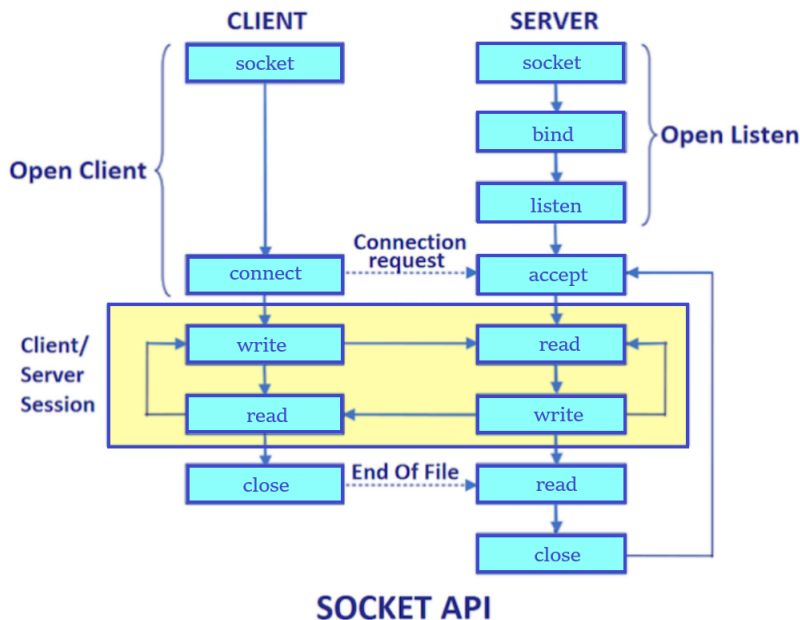 CLIENT
SERVER
socket
socket
bind
Open Listen
Open Client
listen
Connection
request
connect
accept
Client/
Server
Session
write
read
read
write
close
End Of File
read
close
SOCKET API